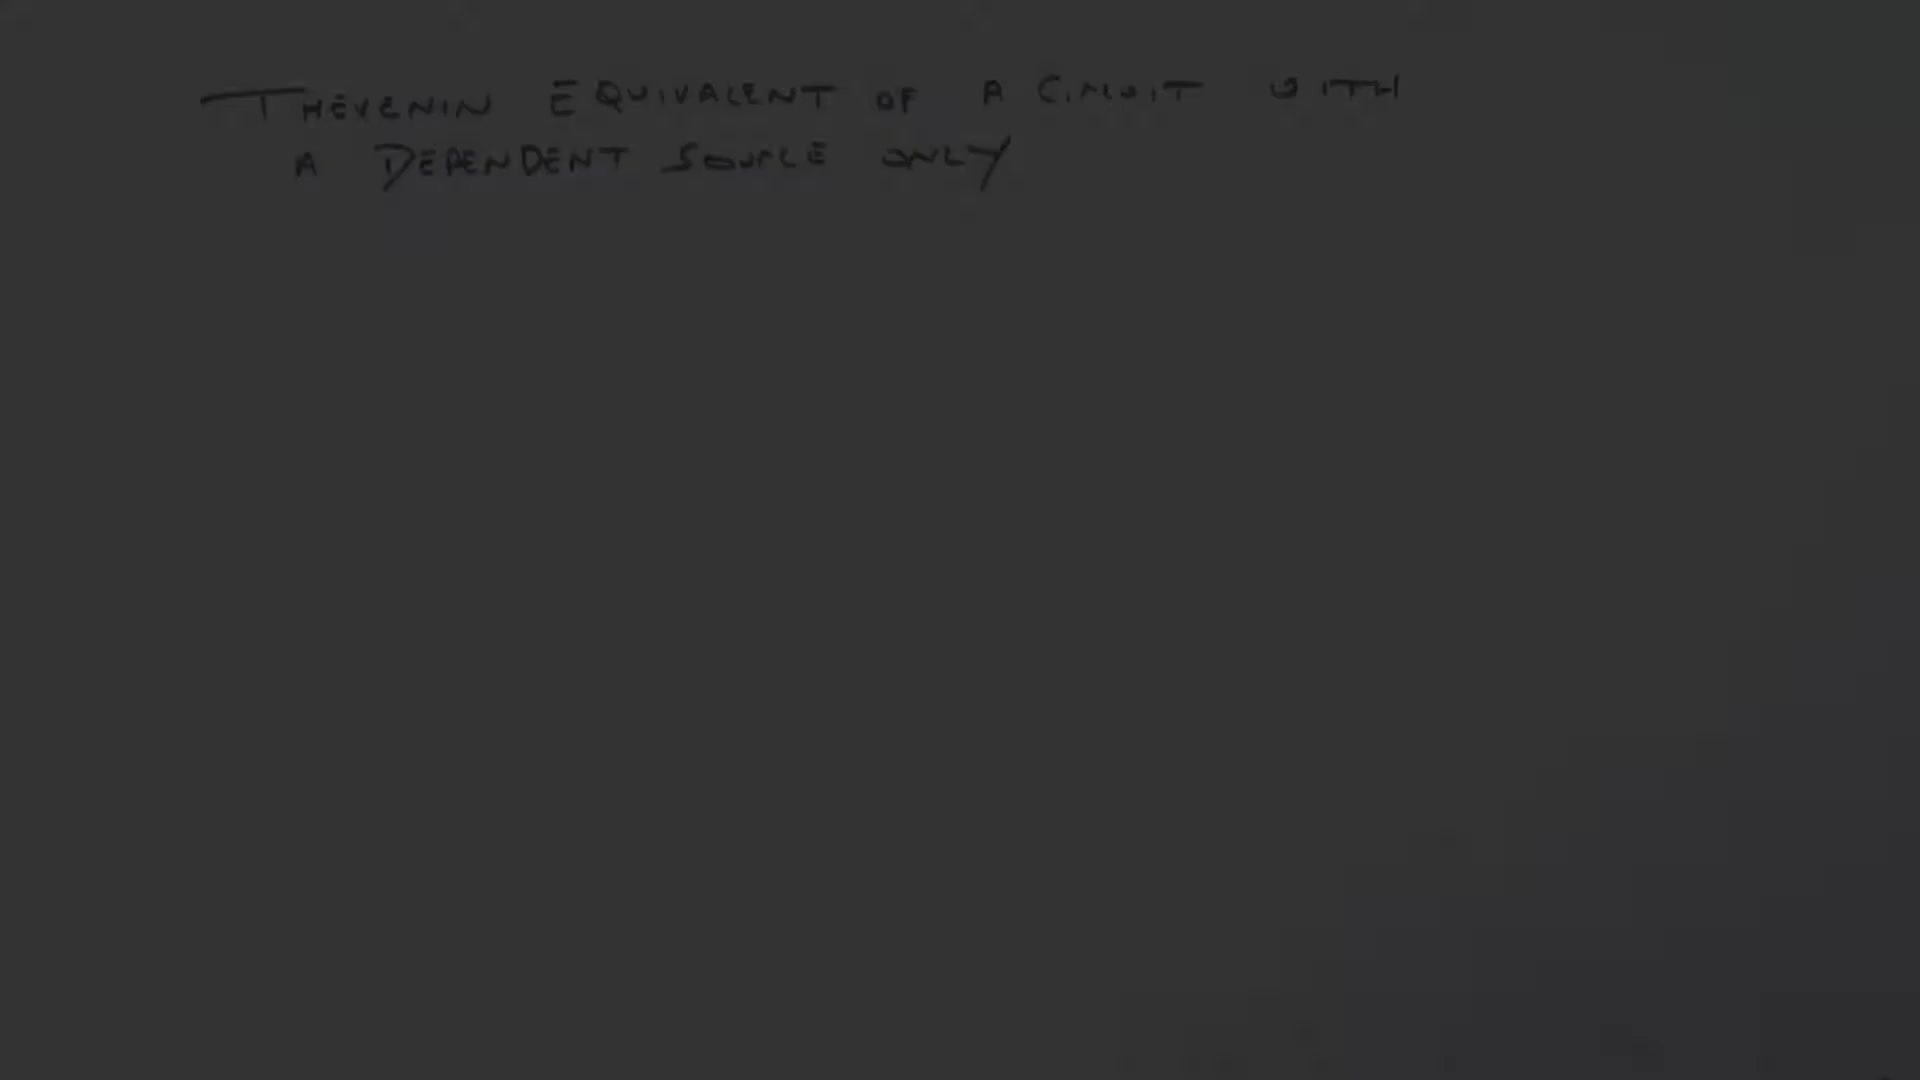 THEVENIN EQUIVALENT OF A CIRCUIT WITH
A DEPENDENT SOURCE ONLY